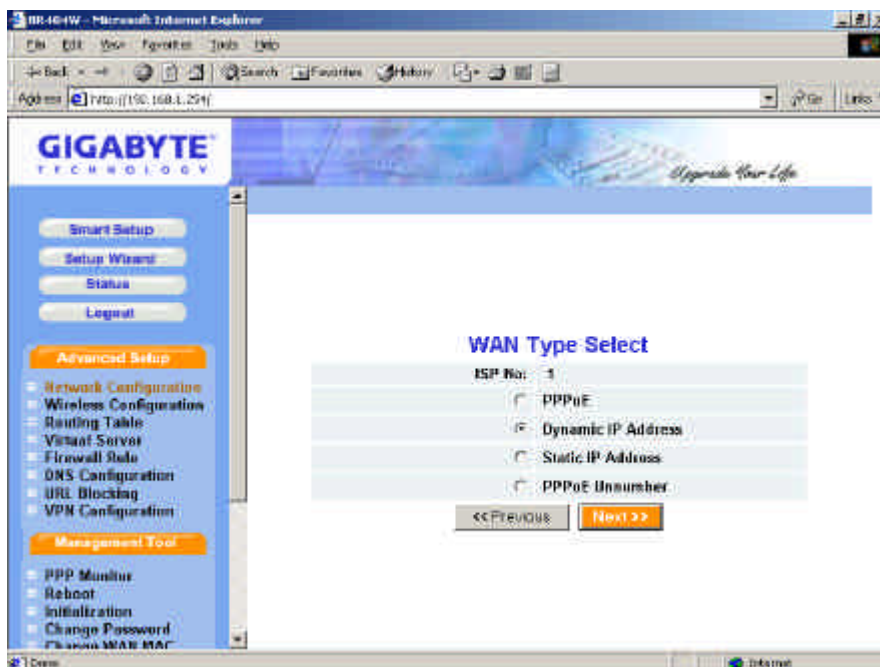 Microsoft Internet Explorer
File Edit View Favorites Tools Help
Back Search Favorites History
Address http://192.168.1.254/ Go Links
GIGABYTE
TECHNOLOGY
Upgrade Your Life
Smart Setup
Setup Wizard
Status
Logout
Advanced Setup
Network Configuration
Wireless Configuration
Routing Table
Virtual Server
Firewall Rule
DNS Configuration
URL Blocking
VPN Configuration
Management Tool
PPP Monitor
Reboot
Initialization
Change Password
Change WAN MAC
WAN Type Select
ISP No: 1
PPPoE
Dynamic IP Address
Static IP Address
PPPoE Unnumber
<<Previous Next >>
Done Internet